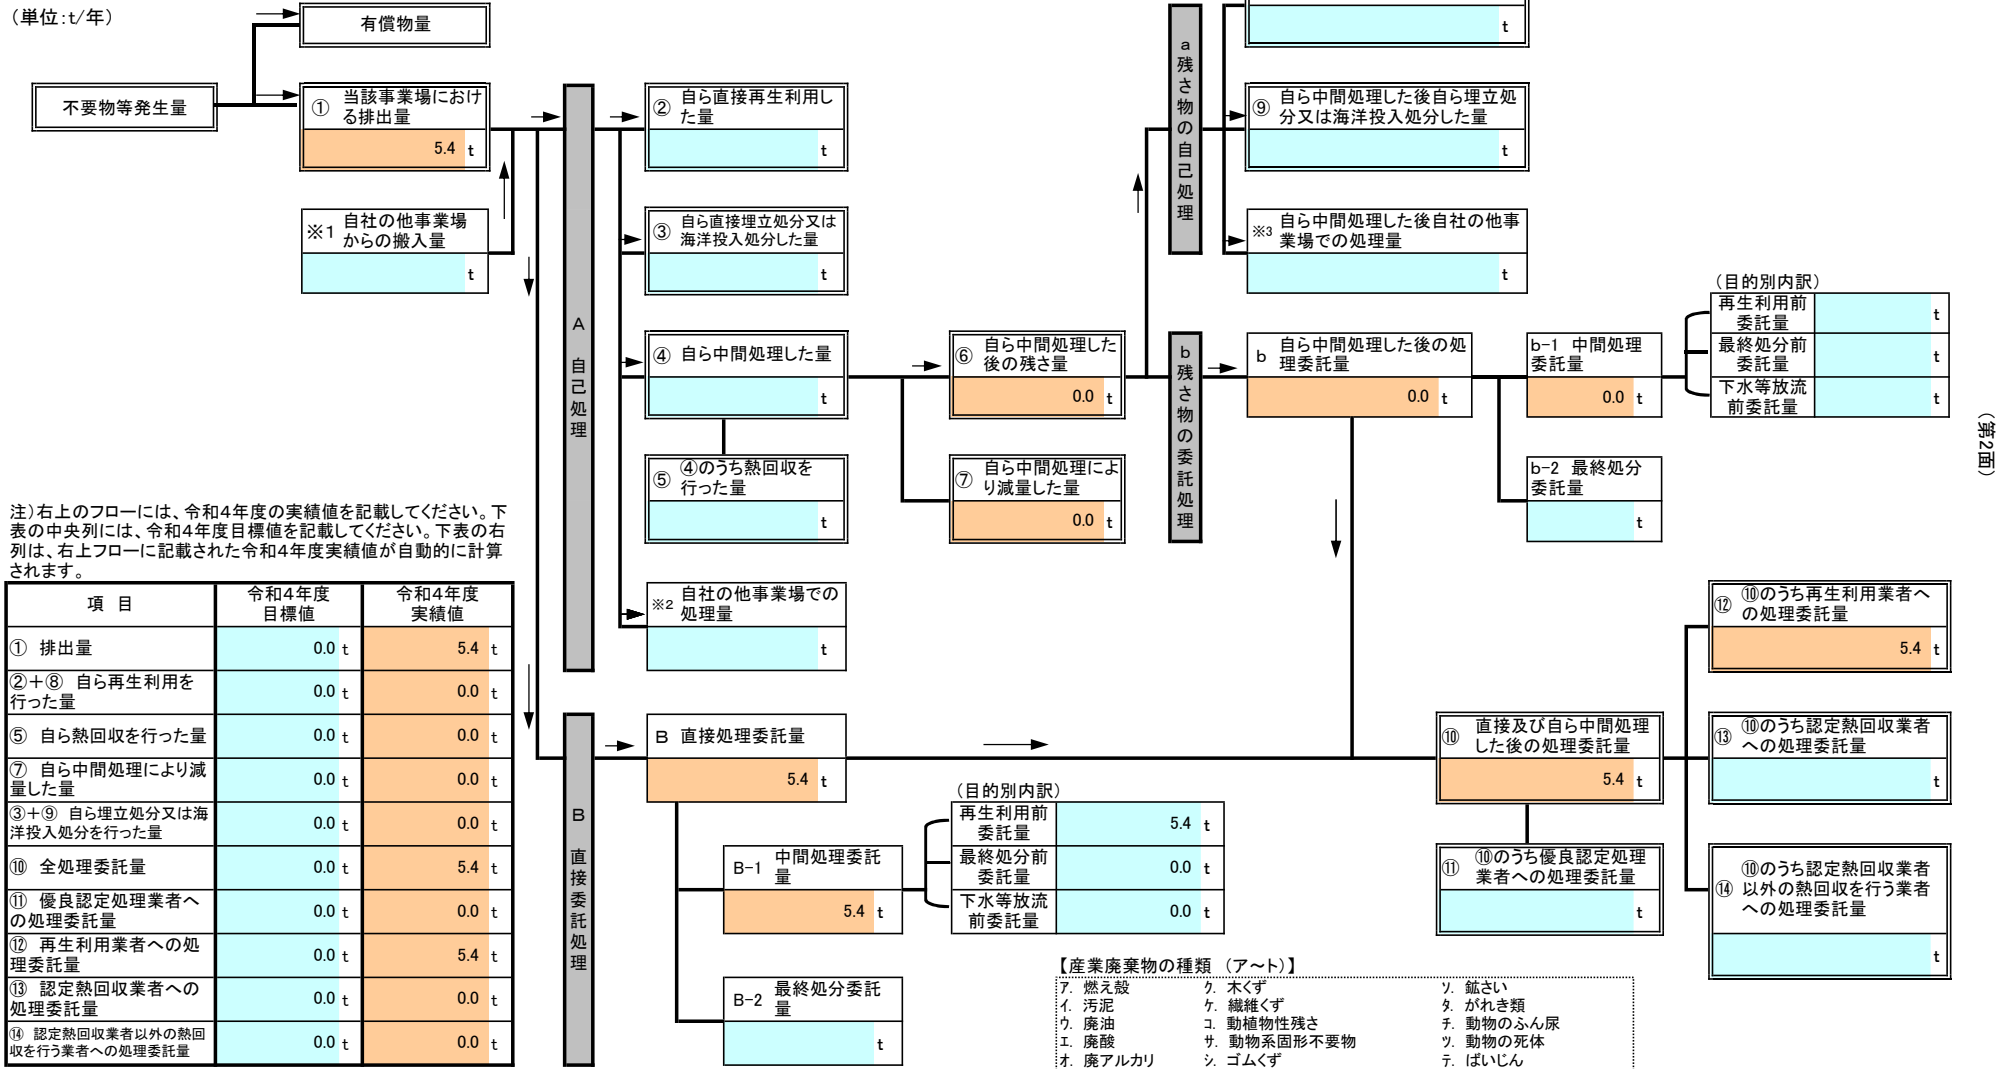 (単位:t/年)
有償物量
不要物等発生量
① 当該事業場におけ
る排出量
5.4 t
※1 自社の他事業場
からの搬入量
t
A 自己処理
② 自ら直接再生利用し
た量
t
③ 自ら直接埋立処分又は
海洋投入処分した量
t
④ 自ら中間処理した量
t
⑤ ④のうち熱回収を
行った量
t
※2 自社の他事業場での
処理量
t
⑥ 自ら中間処理した
後の残さ量
0.0 t
⑦ 自ら中間処理によ
り減量した量
0.0 t
a 残さ物の自己処理
t
⑨ 自ら中間処理した後自ら埋立処
分又は海洋投入処分した量
t
※3 自ら中間処理した後自社の他事
業場での処理量
t
b 残さ物の委託処理
b 自ら中間処理した後の処
理委託量
0.0 t
b-1 中間処理
委託量
0.0 t
b-2 最終処分
委託量
t
(目的別内訳)
再生利用前
委託量 t
最終処分前
委託量 t
下水等放流
前委託量 t
(第2面)
注)右上のフローには、令和4年度の実績値を記載してください。下
表の中央列には、令和4年度目標値を記載してください。下表の右
列は、右上フローに記載された令和4年度実績値が自動的に計算
されます。
項 目 令和4年度
目標値 令和4年度
実績値
① 排出量 0.0 t 5.4 t
②+⑧ 自ら再生利用を
行った量 0.0 t 0.0 t
⑤ 自ら熱回収を行った量 0.0 t 0.0 t
⑦ 自ら中間処理により減
量した量 0.0 t 0.0 t
③+⑨ 自ら埋立処分又は海
洋投入処分を行った量 0.0 t 0.0 t
⑩ 全処理委託量 0.0 t 5.4 t
⑪ 優良認定処理業者へ
の処理委託量 0.0 t 0.0 t
⑫ 再生利用業者への処
理委託量 0.0 t 5.4 t
⑬ 認定熱回収業者への
処理委託量 0.0 t 0.0 t
⑭ 認定熱回収業者以外の熱回
収を行う業者への処理委託量 0.0 t 0.0 t
B 直接委託処理
B 直接処理委託量
5.4 t
B-1 中間処理委託
量
5.4 t
B-2 最終処分委託
量
t
(目的別内訳)
再生利用前
委託量 5.4 t
最終処分前
委託量 0.0 t
下水等放流
前委託量 0.0 t
⑩ 直接及び自ら中間処理
した後の処理委託量
5.4 t
⑪ ⑩のうち優良認定処理
業者への処理委託量
t
⑫ ⑩のうち再生利用業者へ
の処理委託量
5.4 t
⑬ ⑩のうち認定熱回収業者
への処理委託量
t
⑭ ⑩のうち認定熱回収業者
以外の熱回収を行う業者
への処理委託量
t
【産業廃棄物の種類 (ア~ト)】
ア. 燃え殻 ク. 木くず ソ. 鉱さい
イ. 汚泥 ケ. 繊維くず タ. がれき類
ウ. 廃油 コ. 動植物性残さ チ. 動物のふん尿
エ. 廃酸 サ. 動物系固形不要物 ツ. 動物の死体
オ. 廃アルカリ シ. ゴムくず テ. ばいじん